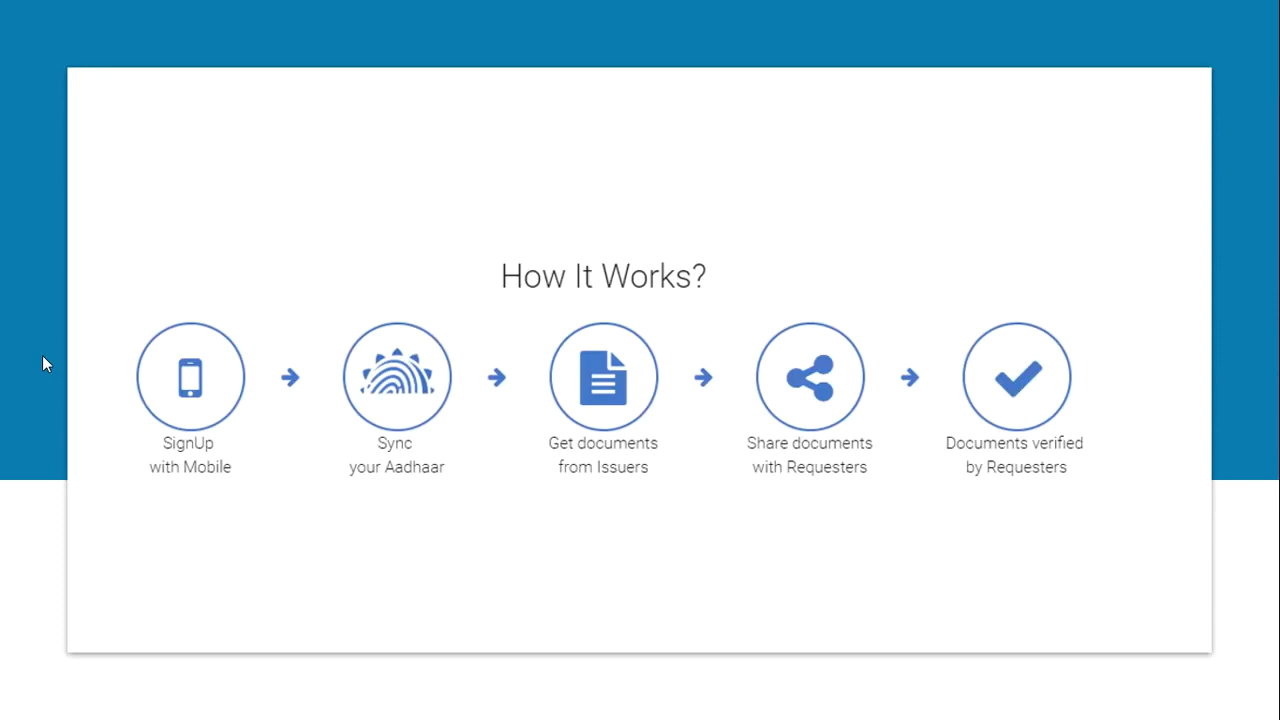 How It Works?
SignUp
with Mobile
Sync
your Aadhaar
Get documents
from Issuers
Share documents
with Requesters
Documents verified
by Requesters